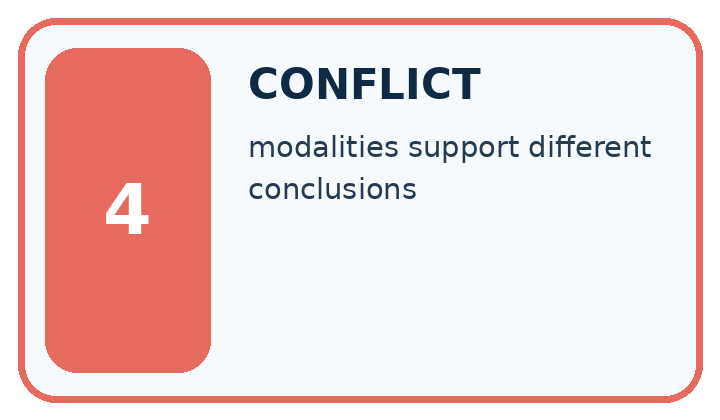 4
CONFLICT
modalities support different
conclusions